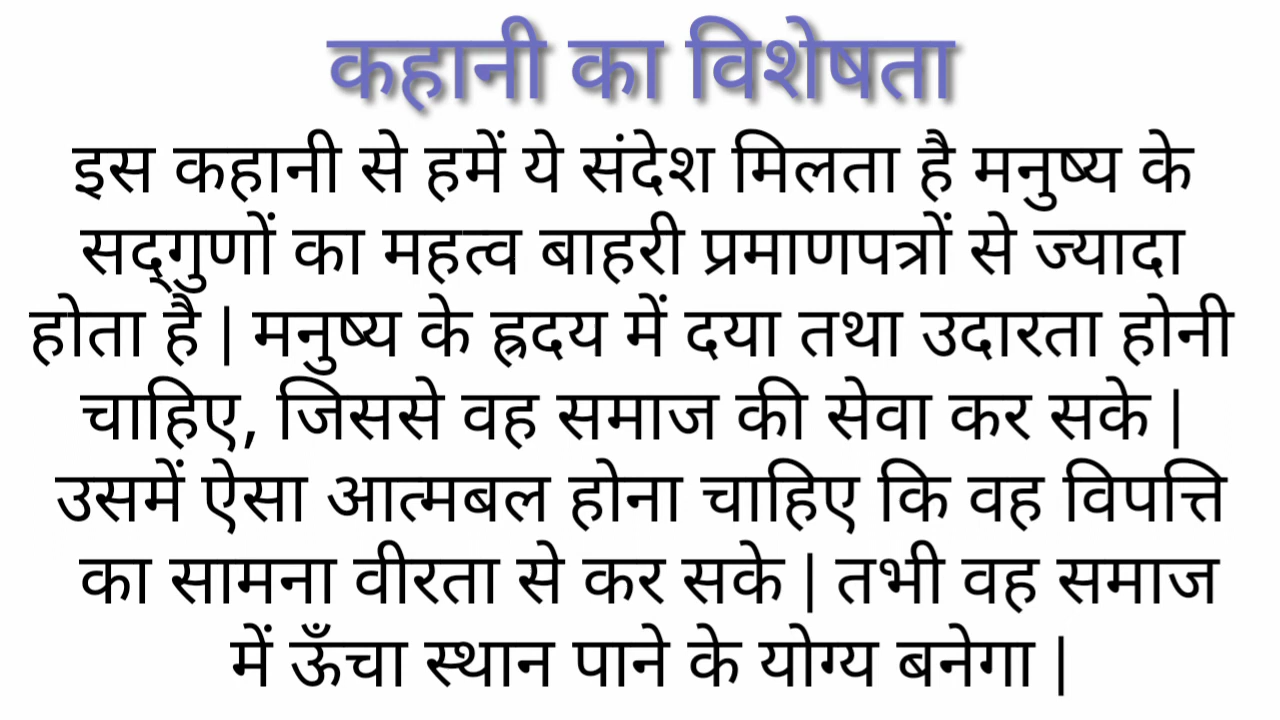 कहानी का विशेषता
इस कहानी से हमें ये संदेश मिलता है मनुष्य के
सद्‌गुणों का महत्व बाहरी प्रमाणपत्रों से ज्यादा
होता है | मनुष्य के ह्रदय में दया तथा उदारता होनी
चाहिए, जिससे वह समाज की सेवा कर सके |
उसमें ऐसा आत्मबल होना चाहिए कि वह विपत्ति
का सामना वीरता से कर सके | तभी वह समाज
में ऊँचा स्थान पाने के योग्य बनेगा |